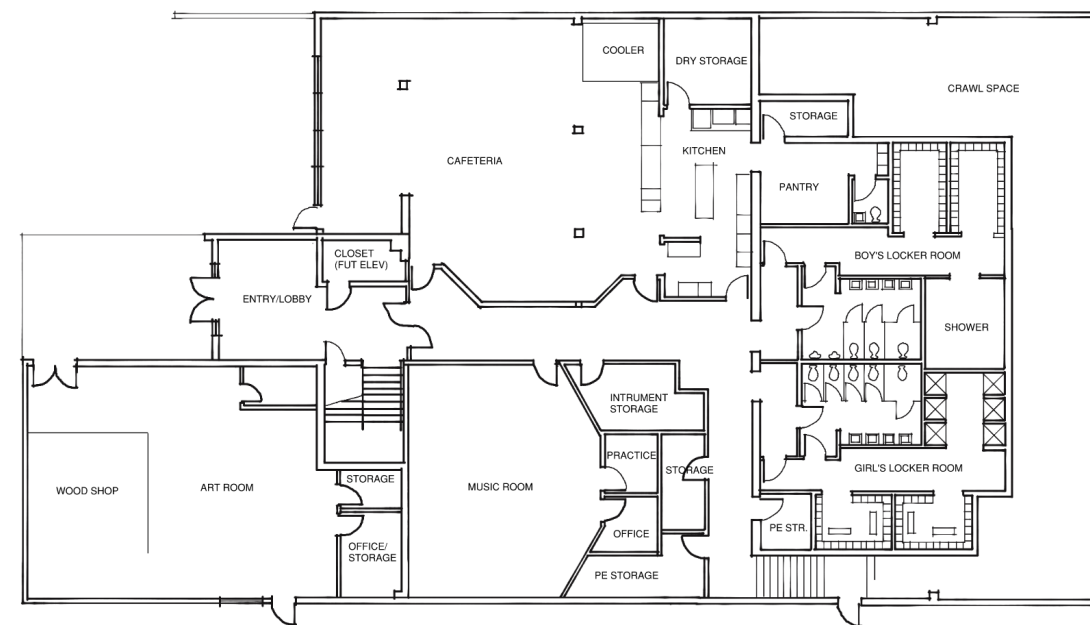 COOLER
DRY STORAGE
CRAWL SPACE
STORAGE
KITCHEN
CAFETERIA
PANTRY
CLOSET
(FUT ELEV)
BOY'S LOCKER ROOM
ENTRY/LOBBY
SHOWER
INTRUMENT
STORAGE
PRACTICE
STORAGE
GIRL'S LOCKER ROOM
WOOD SHOP
ART ROOM
STORAGE
MUSIC ROOM
OFFICE
PE STR.
OFFICE/
STORAGE
PE STORAGE